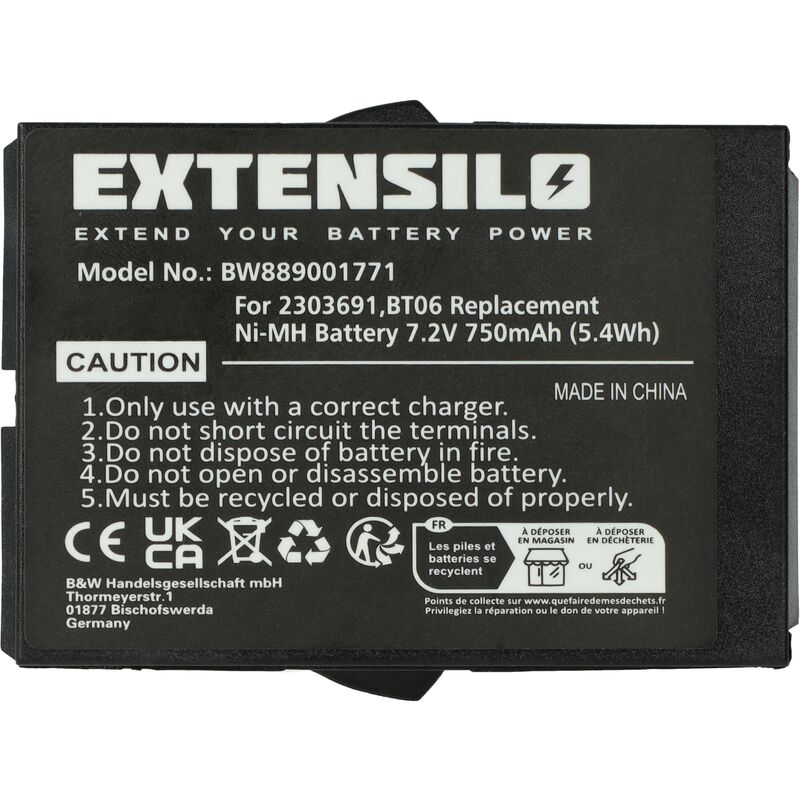 EXTENSILO
EXTEND YOUR BATTERY POWER
Model No.: BW889001771
For 2303691,BT06 Replacement
Ni-MH Battery 7.2V 750mAh (5.4Wh)
CAUTION
MADE IN CHINA
1.Only use with a correct charger.
2.Do not short circuit the terminals.
3.Do not dispose of battery in fire.
4.Do not open or disassemble battery.
5.Must be recycled or disposed of properly.
CE
UK
CA
B&W Handelsgesellschaft mbH
Thormeyerstr.1
01877 Bischofswerda
Germany
FR
Les piles et
batteries se
recyclent
À DÉPOSER
EN MAGASIN
OU
À DÉPOSER
EN DÉCHÈTERIE
Points de collecte sur www.quefairedemesdechets.fr
Privilegiez la réparation ou le don de votre appareil !